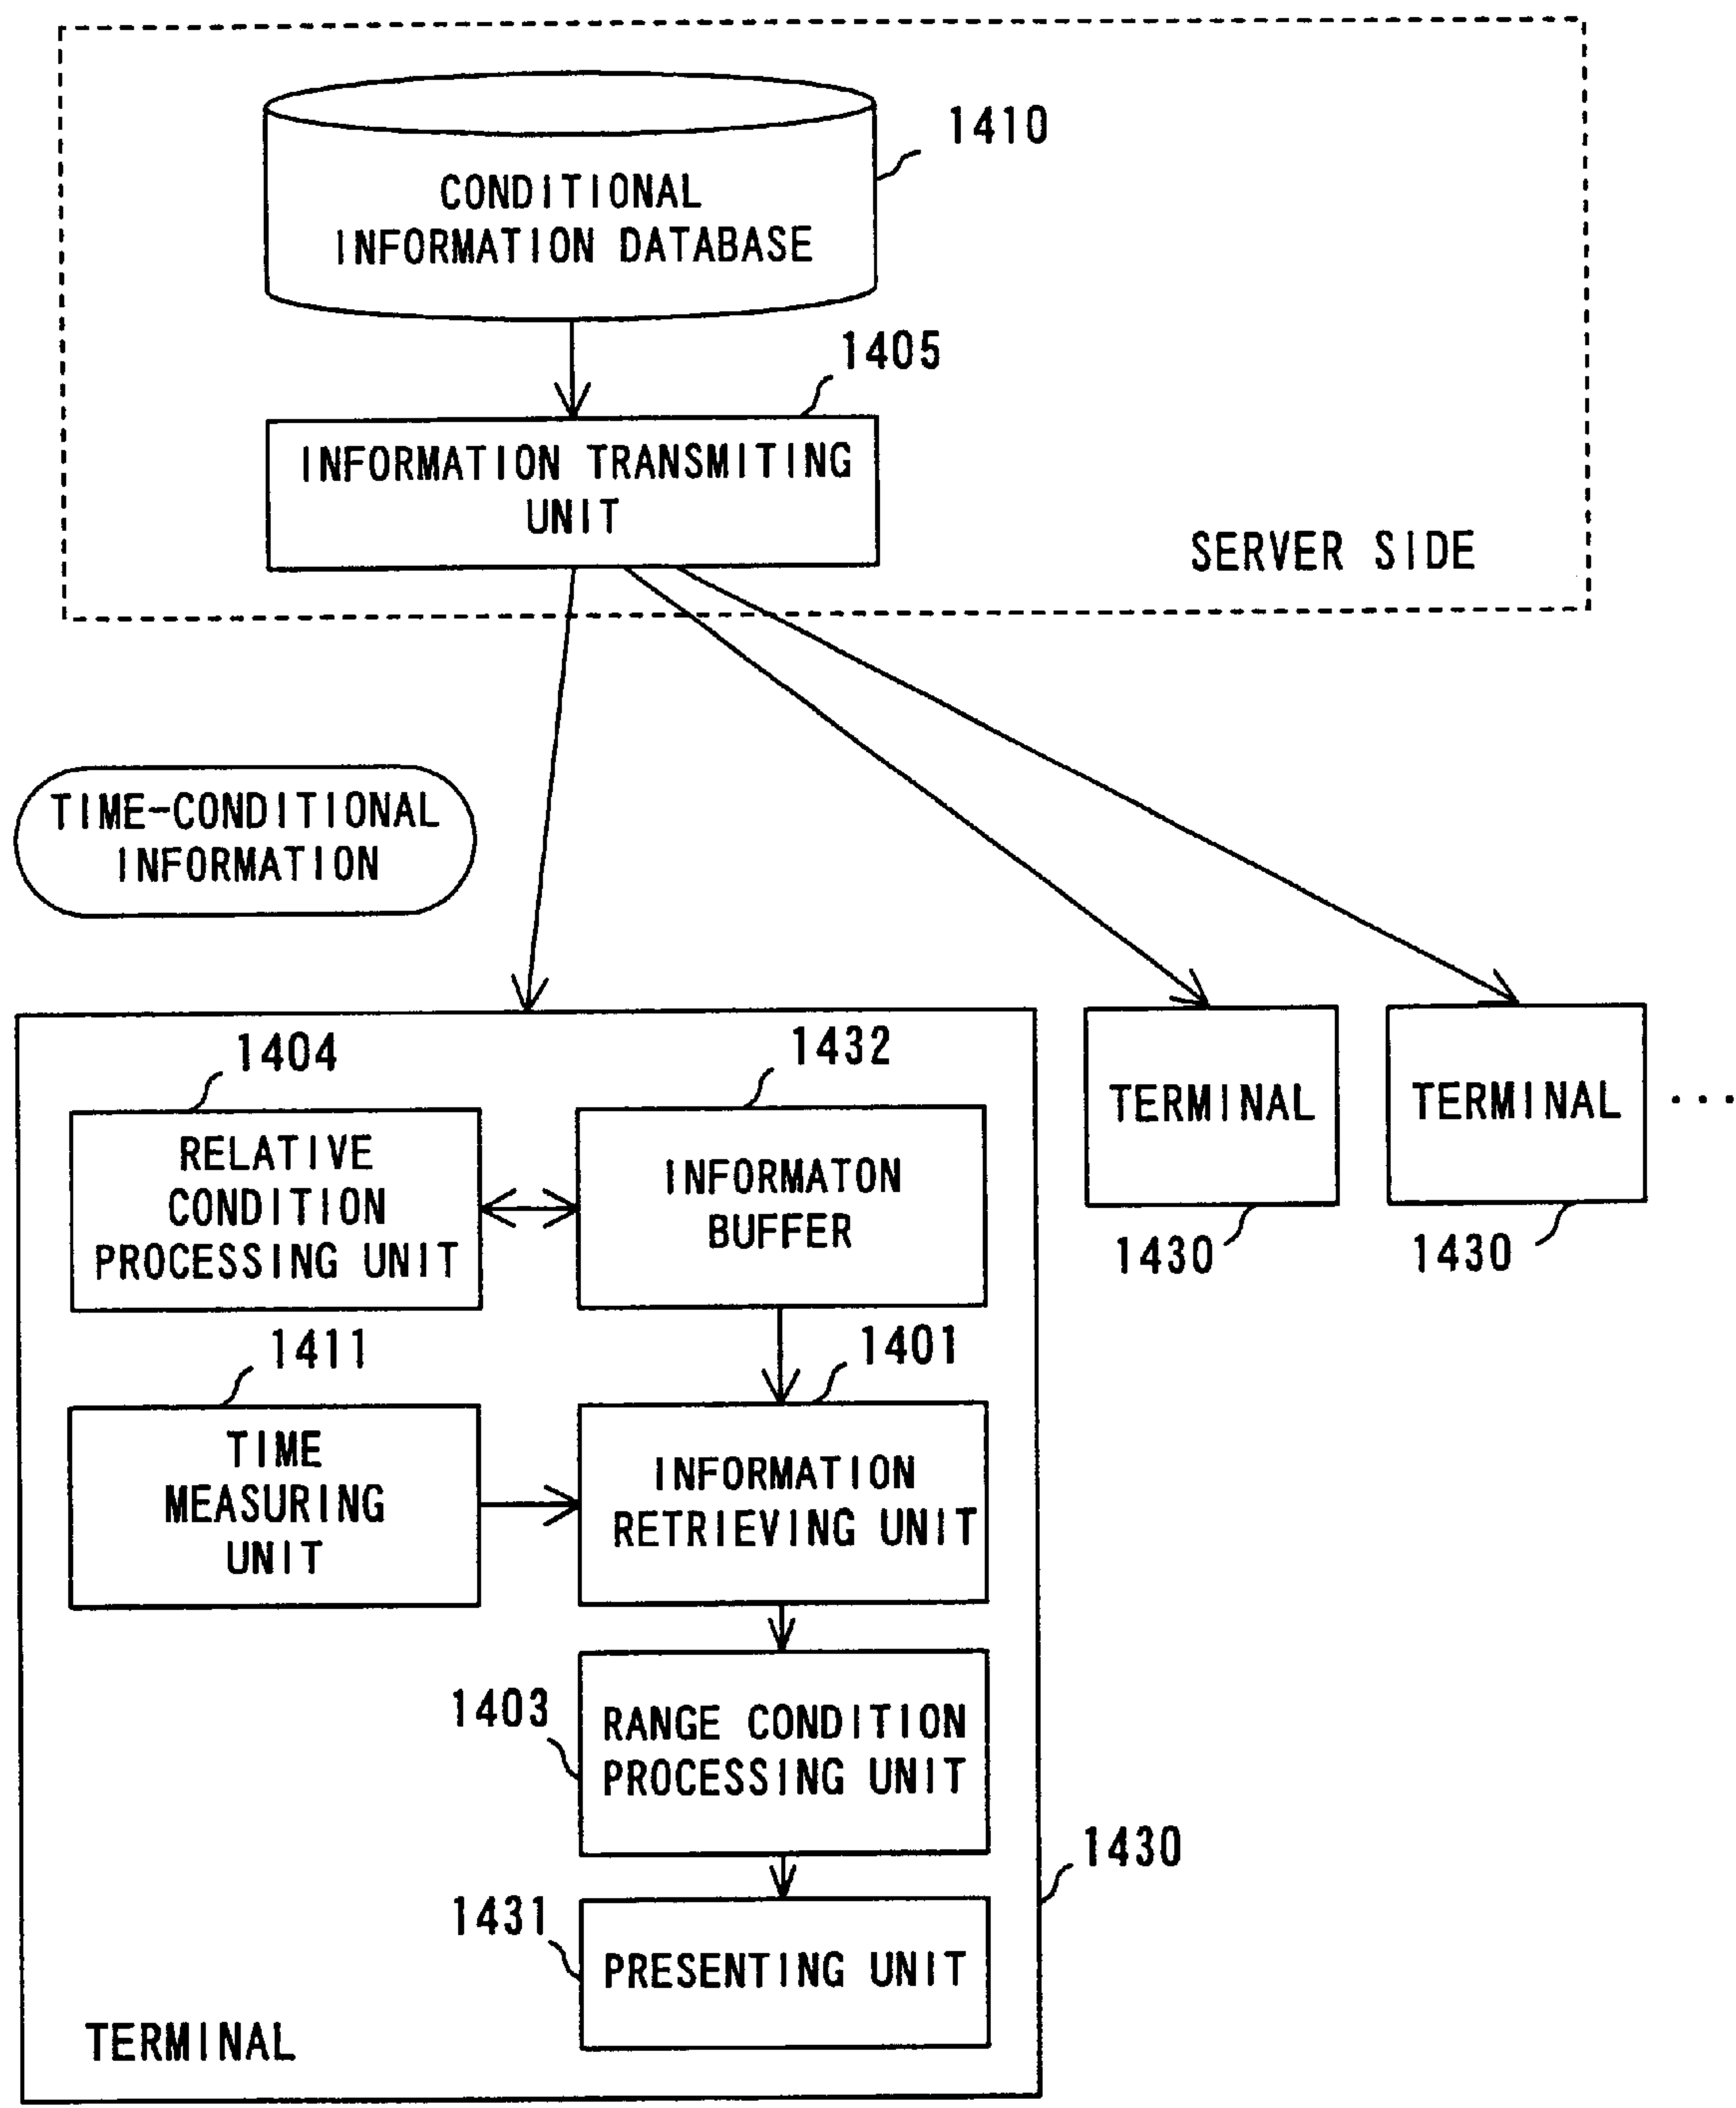 1410
CONDITIONAL
INFORMATION DATABASE
1405
INFORMATION TRANSMITING
UNIT
SERVER SIDE
TIME-CONDITIONAL
INFORMATION
1404
1432
RELATIVE
CONDITION
PROCESSING UNIT
INFORMATON
BUFFER
TERMINAL
TERMINAL
...
1430
1430
1411
1401
TIME
MEASURING
UNIT
INFORMATION
RETRIEVING UNIT
1403
RANGE CONDITION
PROCESSING UNIT
1430
1431
PRESENTING UNIT
TERMINAL